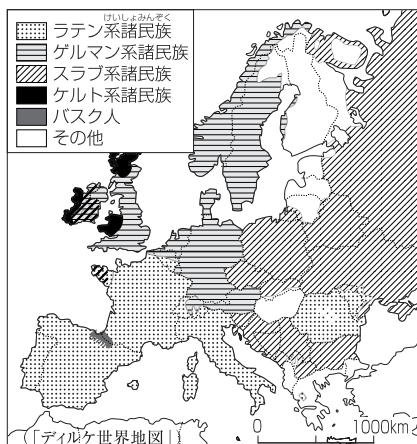 けいしょみんぞく
ラテン系諸民族
ゲルマン系諸民族
スラブ系諸民族
ケルト系諸民族
バスク人
その他
「ディルケ世界地図」
0 1000km